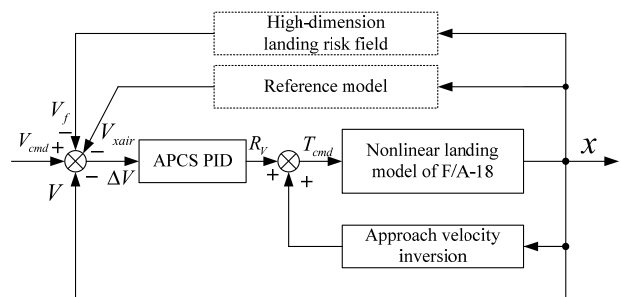 High-dimension
landing risk field
Reference model
V_f
−
V_cmd
+
V_xair
−
V
−
ΔV
APCS PID
R_V
+
+
T_cmd
Nonlinear landing
model of F/A-18
x
Approach velocity
inversion